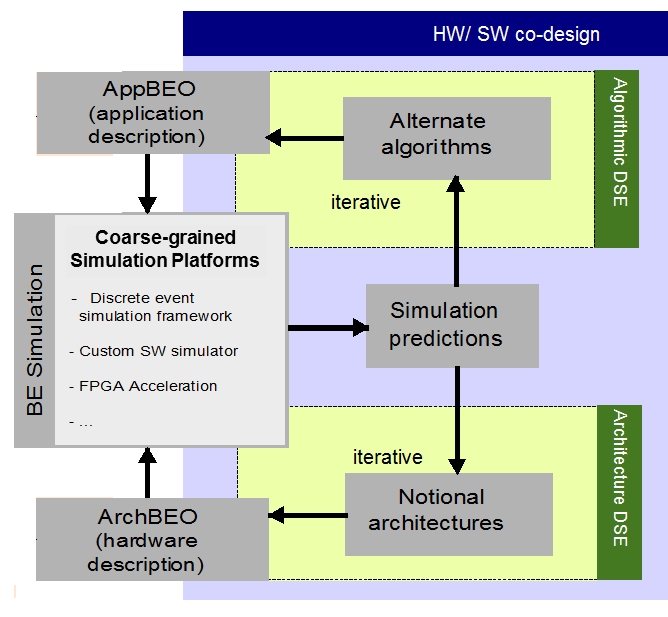 HW/ SW co-design
AppBEO
(application
description)
Alternate
algorithms
iterative
Algorithmic DSE
BE Simulation
Coarse-grained
Simulation Platforms
- Discrete event
simulation framework
- Custom SW simulator
- FPGA Acceleration
- ...
Simulation
predictions
iterative
Notional
architectures
Architecture DSE
ArchBEO
(hardware
description)